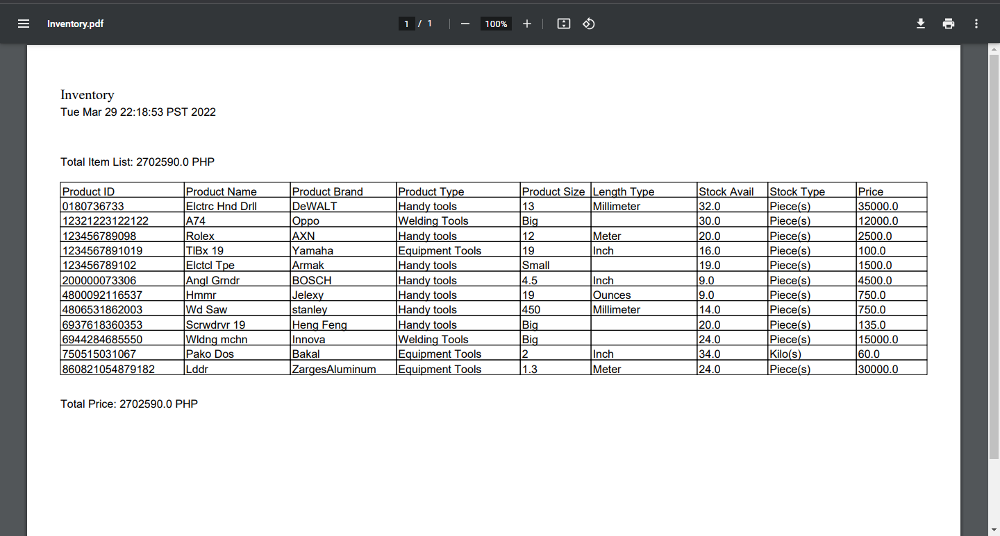 Inventory.pdf
1 / 1
100%
Inventory
Tue Mar 29 22:18:53 PST 2022
Total Item List: 2702590.0 PHP
Product ID Product Name Product Brand Product Type Product Size Length Type Stock Avail Stock Type Price
0180736733 Elctrc Hnd Drll DeWALT Handy tools 13 Millimeter 32.0 Piece(s) 35000.0
12321223122122 A74 Oppo Welding Tools Big 30.0 Piece(s) 12000.0
123456789098 Rolex AXN Handy tools 12 Meter 20.0 Piece(s) 2500.0
1234567891019 TlBx 19 Yamaha Equipment Tools 19 Inch 16.0 Piece(s) 100.0
123456789102 Elctcl Tpe Armak Handy tools Small 19.0 Piece(s) 1500.0
200000073306 Angl Grndr BOSCH Handy tools 4.5 Inch 9.0 Piece(s) 4500.0
4800092116537 Hmmr Jelexy Handy tools 19 Ounces 9.0 Piece(s) 750.0
4806531862003 Wd Saw stanley Handy tools 450 Millimeter 14.0 Piece(s) 750.0
6937618360353 Scrwdrvr 19 Heng Feng Handy tools Big 20.0 Piece(s) 135.0
6944284685550 Wldng mchn Innova Welding Tools Big 24.0 Piece(s) 15000.0
750515031067 Pako Dos Bakal Equipment Tools 2 Inch 34.0 Kilo(s) 60.0
860821054879182 Lddr ZargesAluminum Equipment Tools 1.3 Meter 24.0 Piece(s) 30000.0
Total Price: 2702590.0 PHP